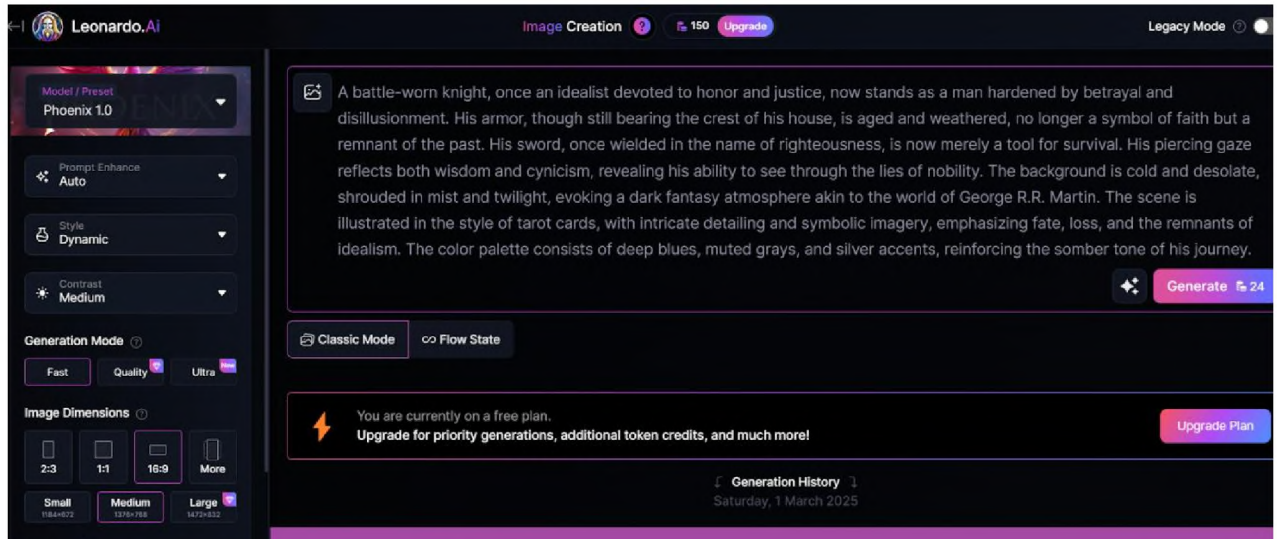 Leonardo.Ai
Image Creation ? 150 Upgrade
Legacy Mode ?
Model / Preset
Phoenix 1.0
Prompt Enhance
Auto
Style
Dynamic
Contrast
Medium
Generation Mode ?
Fast Quality Ultra New
Image Dimensions ?
2:3 1:1 16:9 More
Small Medium Large
1184×672 1376×768 1472×832
A battle-worn knight, once an idealist devoted to honor and justice, now stands as a man hardened by betrayal and
disillusionment. His armor, though still bearing the crest of his house, is aged and weathered, no longer a symbol of faith but a
remnant of the past. His sword, once wielded in the name of righteousness, is now merely a tool for survival. His piercing gaze
reflects both wisdom and cynicism, revealing his ability to see through the lies of nobility. The background is cold and desolate,
shrouded in mist and twilight, evoking a dark fantasy atmosphere akin to the world of George R.R. Martin. The scene is
illustrated in the style of tarot cards, with intricate detailing and symbolic imagery, emphasizing fate, loss, and the remnants of
idealism. The color palette consists of deep blues, muted grays, and silver accents, reinforcing the somber tone of his journey.
Generate 24
Classic Mode Flow State
You are currently on a free plan.
Upgrade for priority generations, additional token credits, and much more!
Upgrade Plan
Generation History
Saturday, 1 March 2025